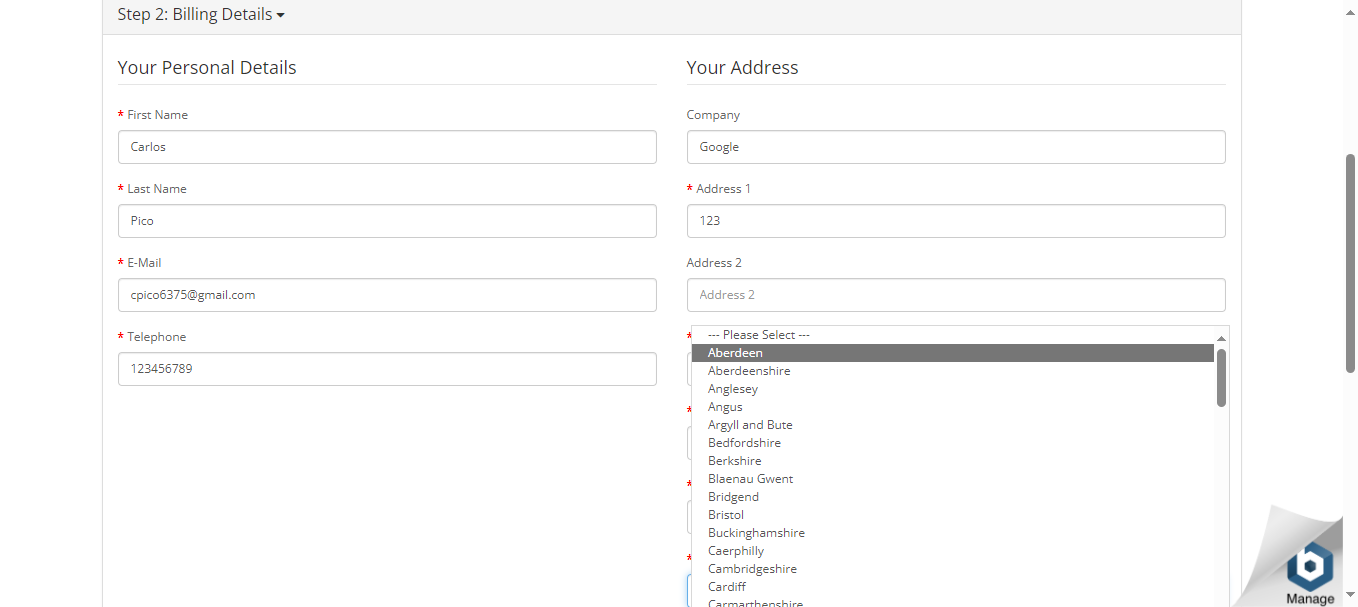 Step 2: Billing Details
Your Personal Details
* First Name
Carlos
* Last Name
Pico
* E-Mail
cpico6375@gmail.com
* Telephone
123456789
Your Address
Company
Google
* Address 1
123
Address 2
Address 2
*
--- Please Select ---
Aberdeen
Aberdeenshire
Anglesey
Angus
*
Argyll and Bute
Bedfordshire
Berkshire
Blaenau Gwent
*
Bridgend
Bristol
Buckinghamshire
Caerphilly
*
Cambridgeshire
Cardiff
Carmarthenshire
Manage